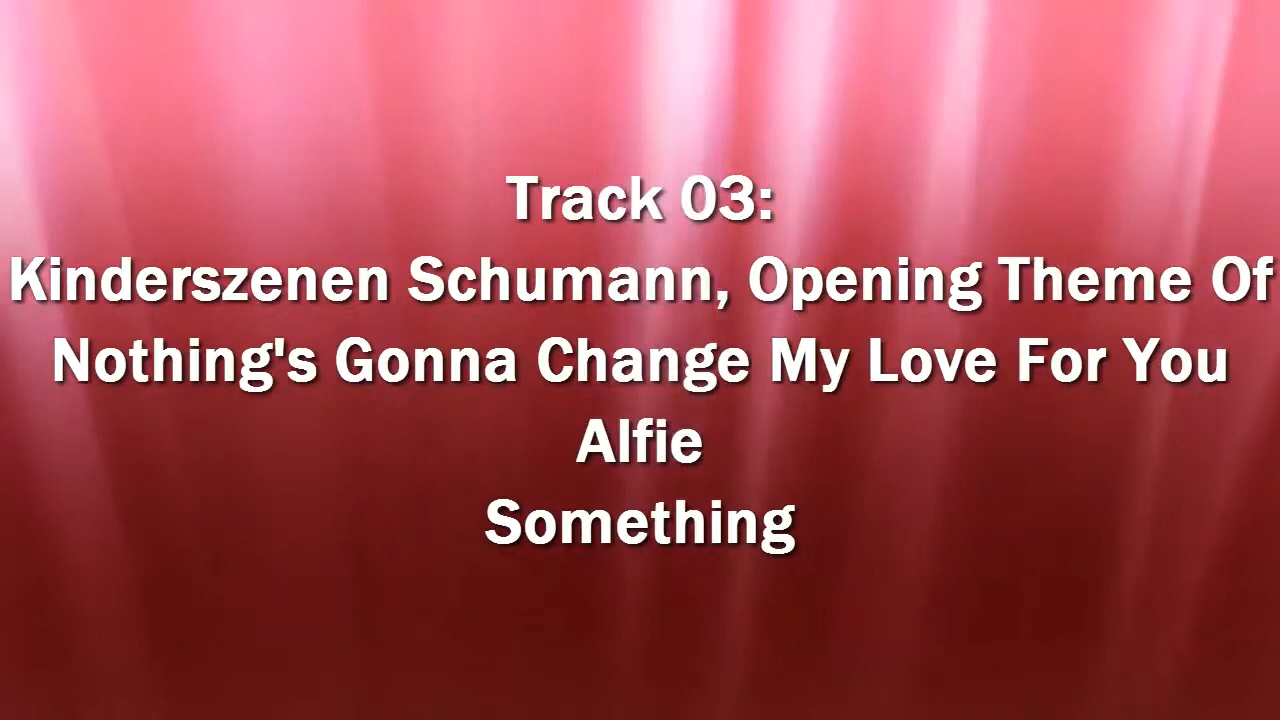 Track 03:
Kinderszenen Schumann, Opening Theme Of
Nothing's Gonna Change My Love For You
Alfie
Something